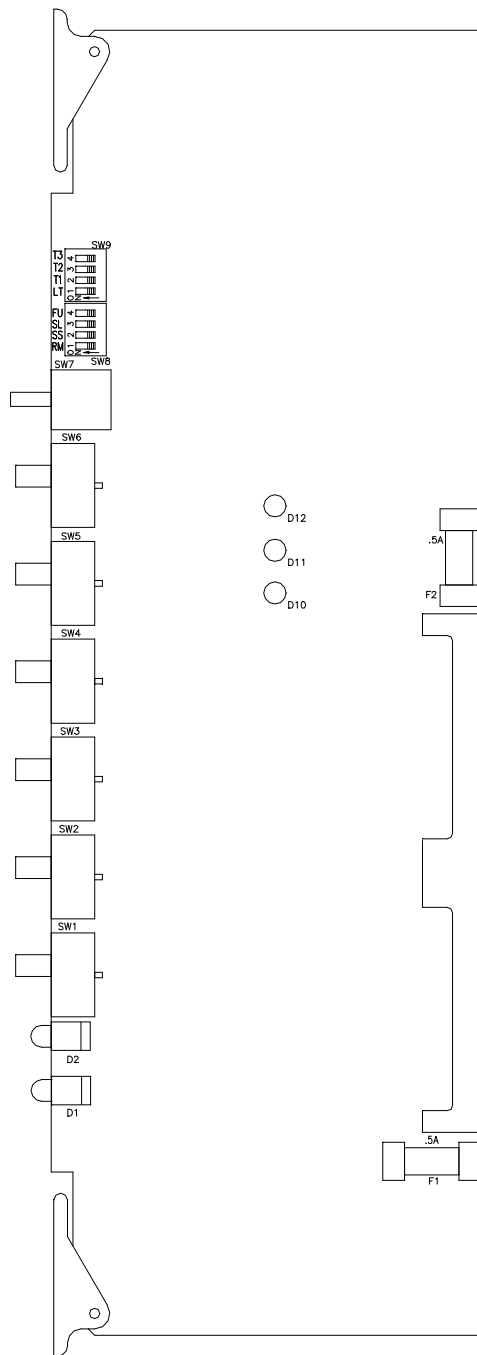 SW9
T3 4
T2 3
T1 2
LT 1
ON
FU 4
SL 3
SS 2
RM 1
ON
SW8
SW7
SW6
D12
SW5
.5A
D11
F2
D10
SW4
SW3
SW2
SW1
D2
D1
.5A
F1